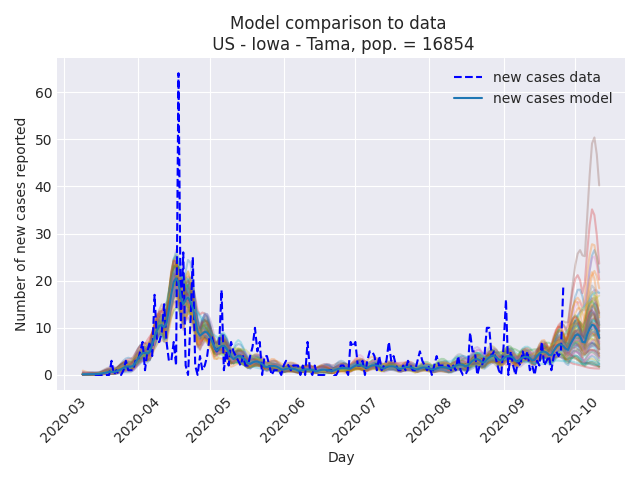 Model comparison to data
US - Iowa - Tama, pop. = 16854
new cases data
new cases model
Number of new cases reported
60
50
40
30
20
10
0
2020-03
2020-04
2020-05
2020-06
2020-07
2020-08
2020-09
2020-10
Day